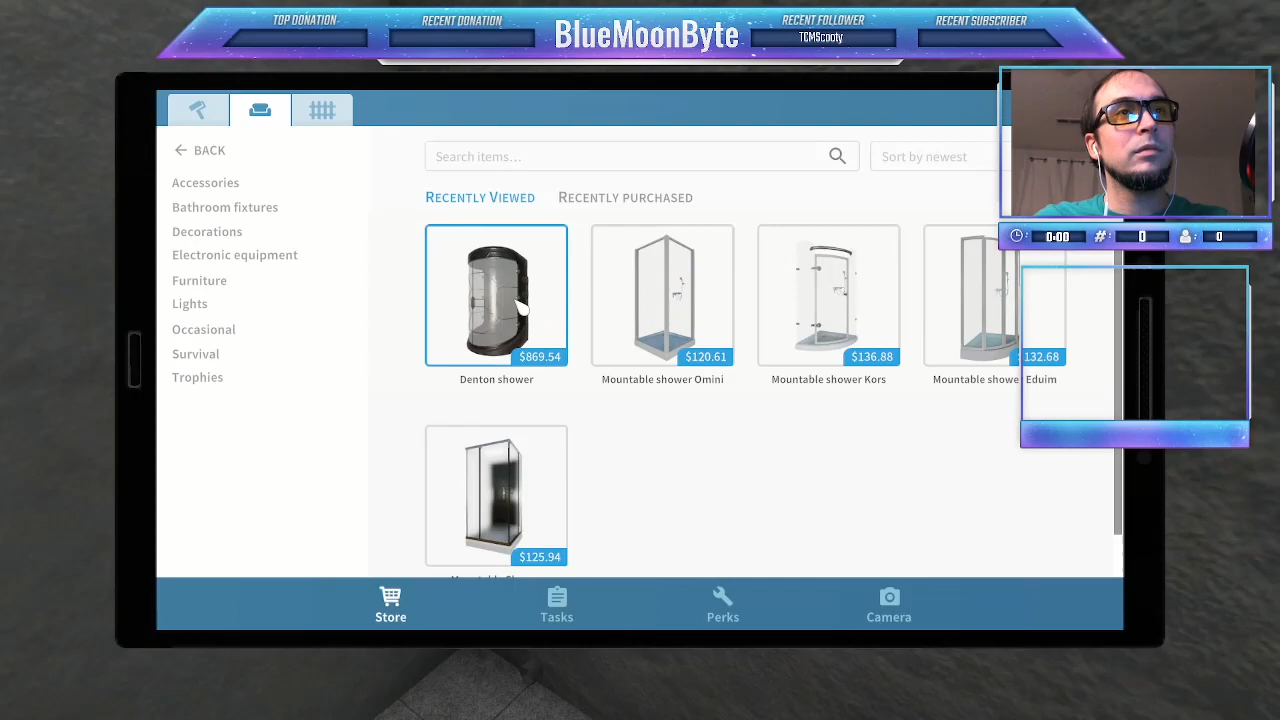 TOP DONATION
RECENT DONATION
BlueMoonByte
RECENT FOLLOWER
TCMScooty
RECENT SUBSCRIBER
BACK
Search items...
Sort by newest
Accessories
Bathroom fixtures
Decorations
Electronic equipment
Furniture
Lights
Occasional
Survival
Trophies
RECENTLY VIEWED
RECENTLY PURCHASED
0:00
#:
0
0
$869.54
$120.61
$136.88
132.68
Denton shower
Mountable shower Omini
Mountable shower Kors
Mountable shower Eduim
$125.94
Store
Tasks
Perks
Camera